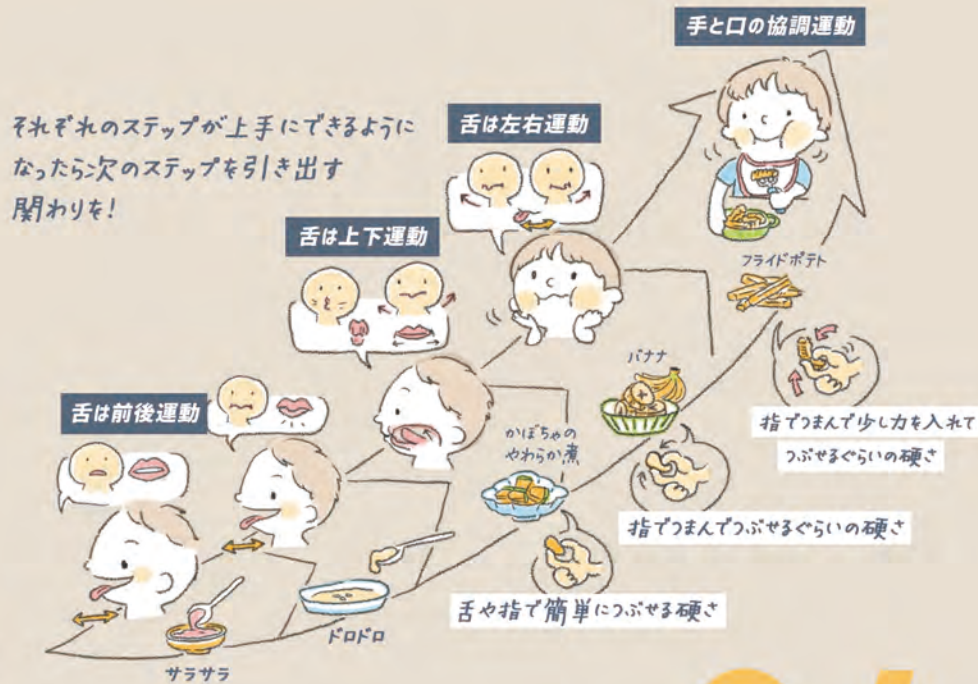 手と口の協調運動
それぞれのステップが上手にできるように
なったら次のステップを引き出す
関わりを!
舌は左右運動
舌は上下運動
舌は前後運動
フライドポテト
バナナ
かぼちゃの
やわらか煮
指でつまんで少し力を入れて
つぶせるぐらいの硬さ
指でつまんでつぶせるぐらいの硬さ
舌や指で簡単につぶせる硬さ
ドロドロ
サラサラ